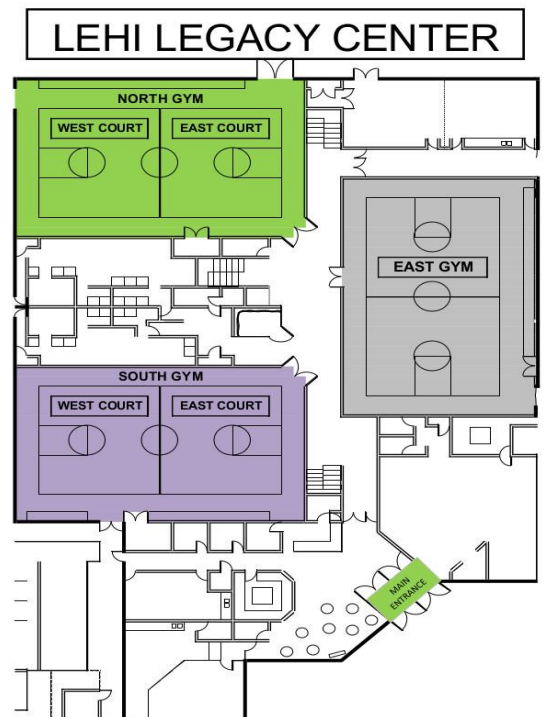 LEHI LEGACY CENTER
NORTH GYM
WEST COURT
EAST COURT
EAST GYM
SOUTH GYM
WEST COURT
EAST COURT
MAIN
ENTRANCE